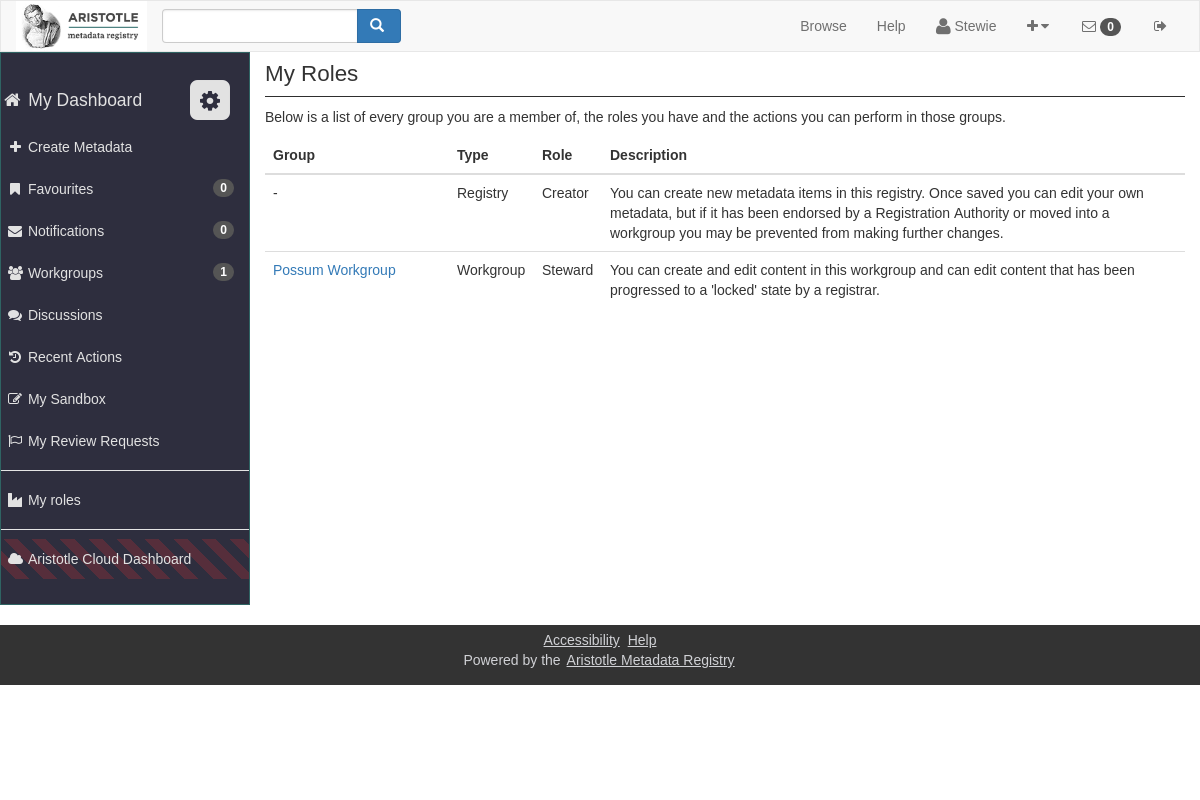 ARISTOTLE
metadata registry
Browse Help Stewie 0
My Dashboard
Create Metadata
Favourites 0
Notifications 0
Workgroups 1
Discussions
Recent Actions
My Sandbox
My Review Requests
My roles
Aristotle Cloud Dashboard
My Roles
Below is a list of every group you are a member of, the roles you have and the actions you can perform in those groups.
Group Type Role Description
- Registry Creator You can create new metadata items in this registry. Once saved you can edit your own
metadata, but if it has been endorsed by a Registration Authority or moved into a
workgroup you may be prevented from making further changes.
Possum Workgroup Workgroup Steward You can create and edit content in this workgroup and can edit content that has been
progressed to a 'locked' state by a registrar.
Accessibility Help
Powered by the Aristotle Metadata Registry